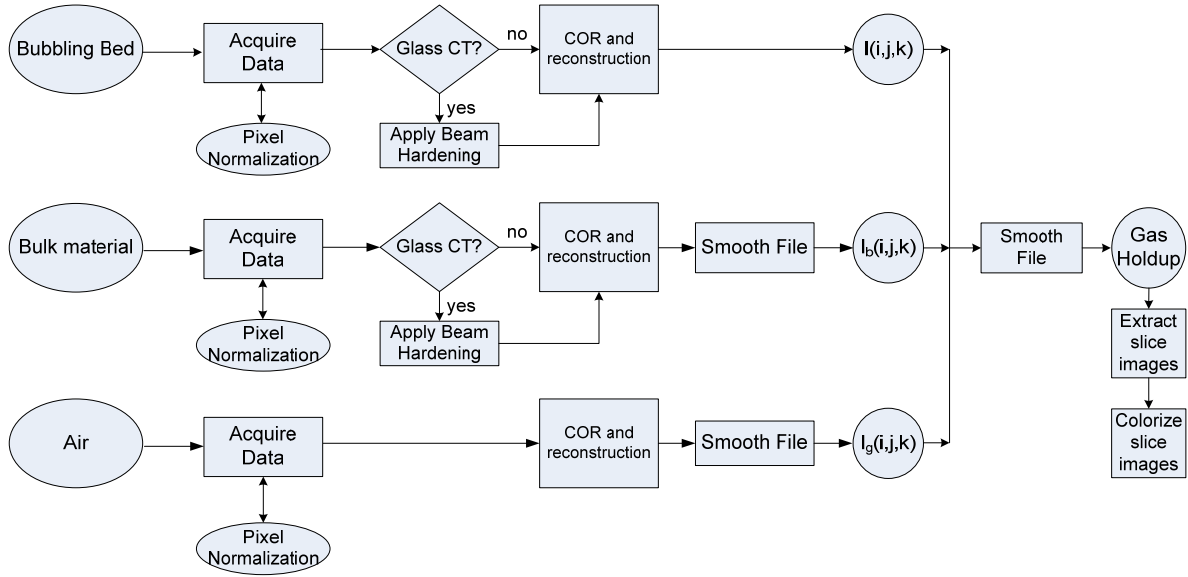 Bubbling Bed
Acquire
Data
Pixel
Normalization
Glass CT?
no
yes
Apply Beam
Hardening
COR and
reconstruction
I(i,j,k)
Bulk material
Acquire
Data
Pixel
Normalization
Glass CT?
no
yes
Apply Beam
Hardening
COR and
reconstruction
Smooth File
Ib(i,j,k)
Smooth
File
Gas
Holdup
Extract
slice
images
Colorize
slice
images
Air
Acquire
Data
Pixel
Normalization
COR and
reconstruction
Smooth File
Ig(i,j,k)